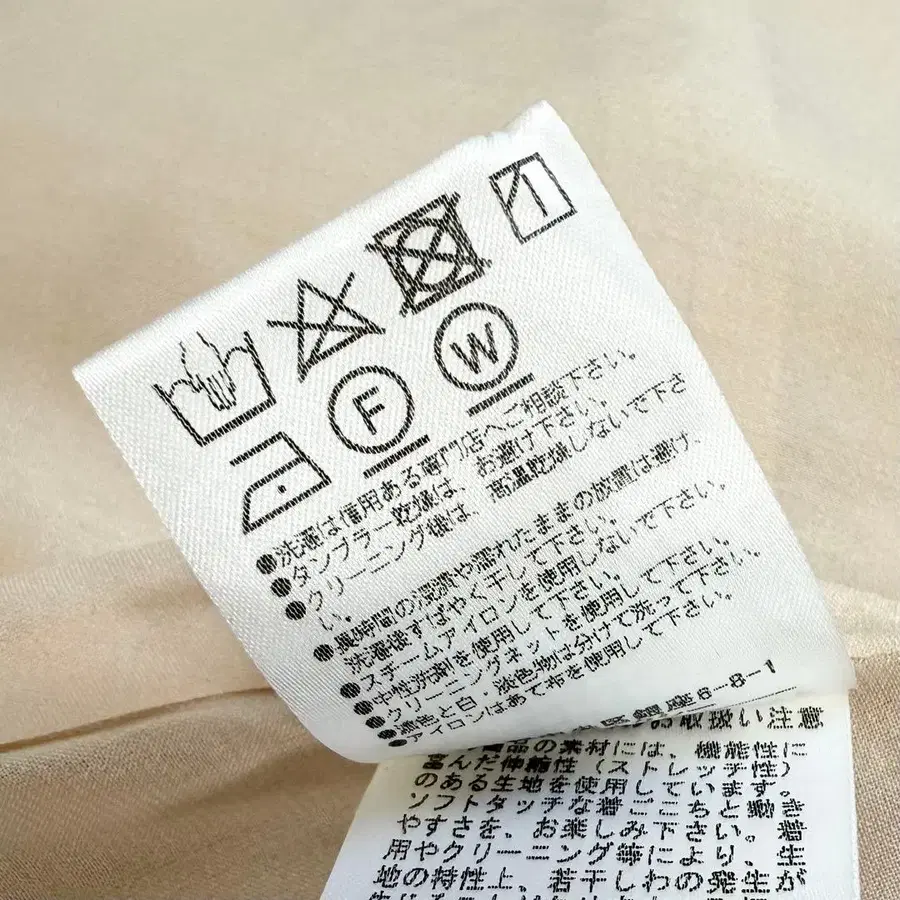 F
W
●洗濯は信用ある専門店へご相談下さい。
●タンブラー乾燥は、お避け下さい。
●クリーニング後は、高温乾燥しないで下さ
い。
●長時間の浸漬や濡れたままの放置は避け、
洗濯後すばやく干して下さい。
●スチームアイロンを使用しないで下さい。
●中性洗剤を使用して下さい。
●クリーニングネットを使用して下さい。
●濃色と白・淡色物は分けて洗って下さい。
●アイロンはあて布を使用して下さい。
区銀座6-8-1
お取扱い注意
商品の素材には、機能性に
富んだ伸縮性（ストレッチ性）
のある生地を使用しています。
ソフトタッチな着ごこちと動き
やすさを、お楽しみ下さい。着
用やクリーニング等により、生
地の特性上、若干しわの発生が